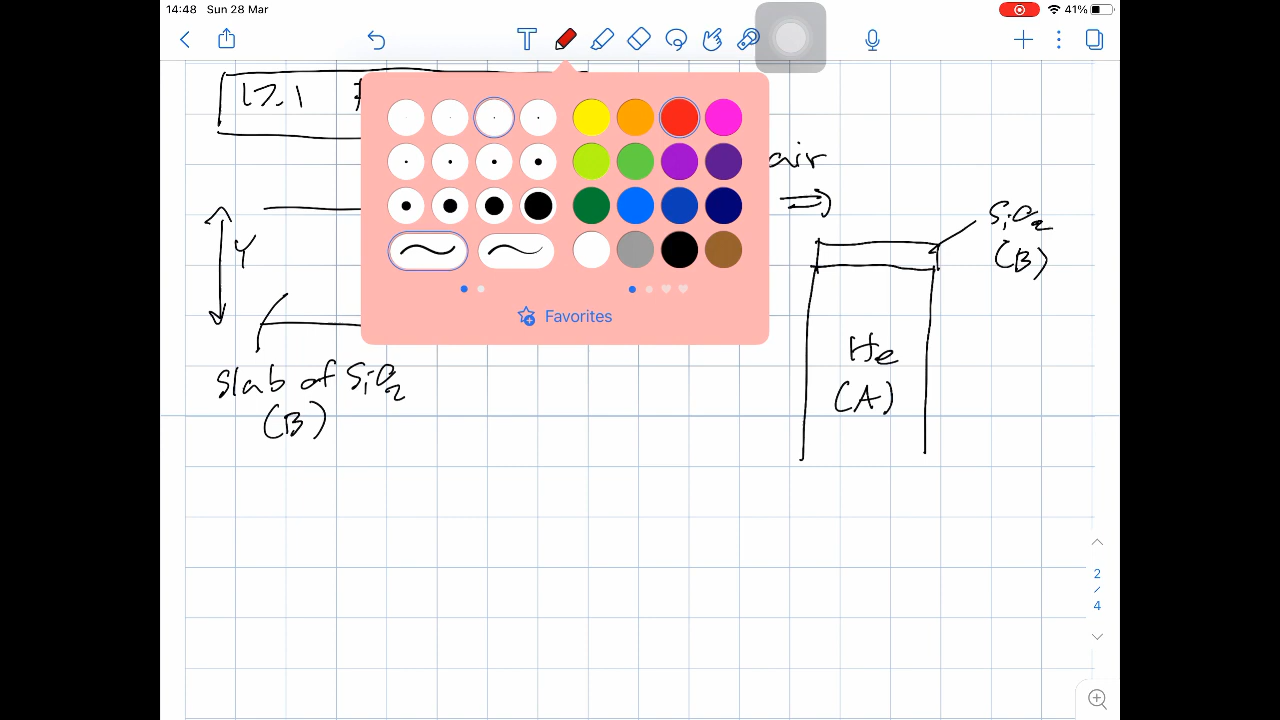 14:48 Sun 28 Mar
41%
17.1
air
Y
SiO2
(B)
He
(A)
Slab of SiO2
(B)
Favorites
2
/
4